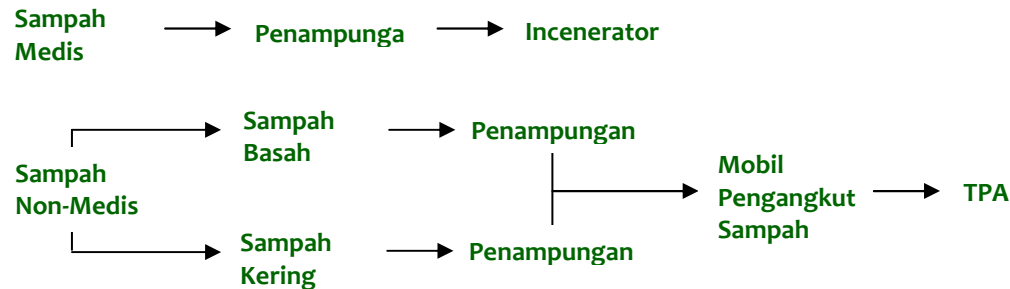 Sampah
Medis
Penampunga
Incenerator
Sampah
Basah
Penampungan
Sampah
Non-Medis
Mobil
Pengangkut
Sampah
TPA
Sampah
Kering
Penampungan